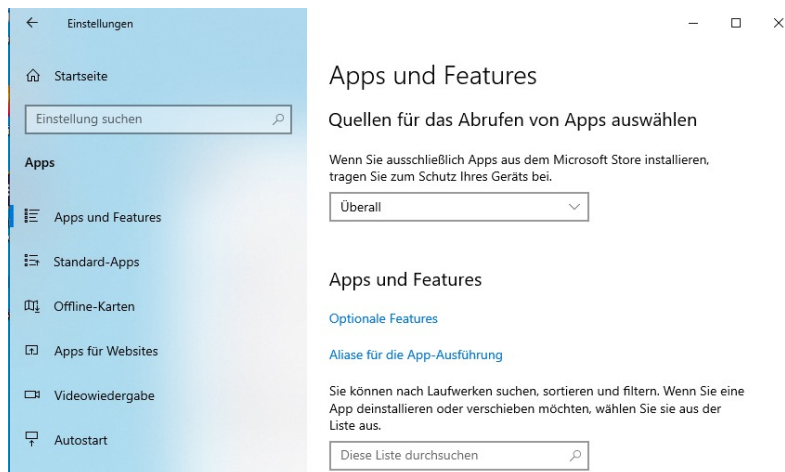 Einstellungen
Startseite
Einstellung suchen
Apps
Apps und Features
Standard-Apps
Offline-Karten
Apps für Websites
Videowiedergabe
Autostart
Apps und Features
Quellen für das Abrufen von Apps auswählen
Wenn Sie ausschließlich Apps aus dem Microsoft Store installieren,
tragen Sie zum Schutz Ihres Geräts bei.
Überall
Apps und Features
Optionale Features
Aliase für die App-Ausführung
Sie können nach Laufwerken suchen, sortieren und filtern. Wenn Sie eine
App deinstallieren oder verschieben möchten, wählen Sie sie aus der
Liste aus.
Diese Liste durchsuchen